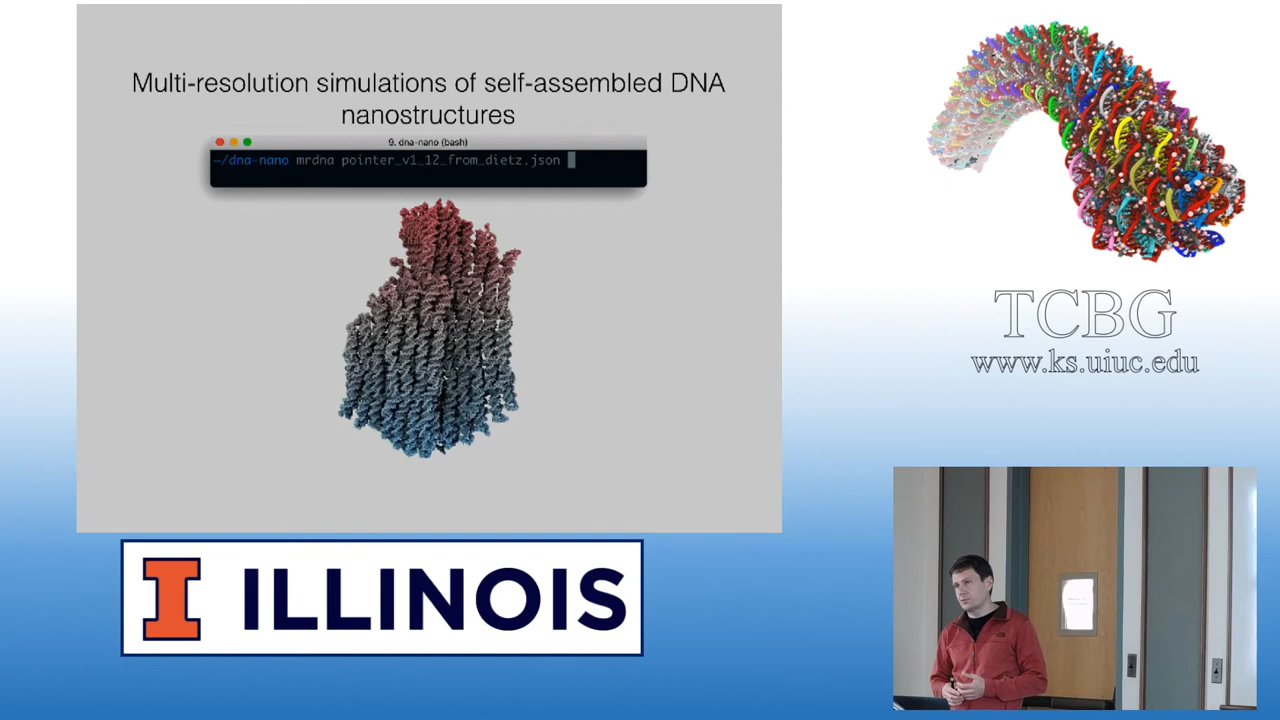 Multi-resolution simulations of self-assembled DNA
nanostructures
9. dna-nano (bash)
~/dna-nano mrdna pointer_v1_12_from_dietz.json
TCBG
www.ks.uiuc.edu
I ILLINOIS